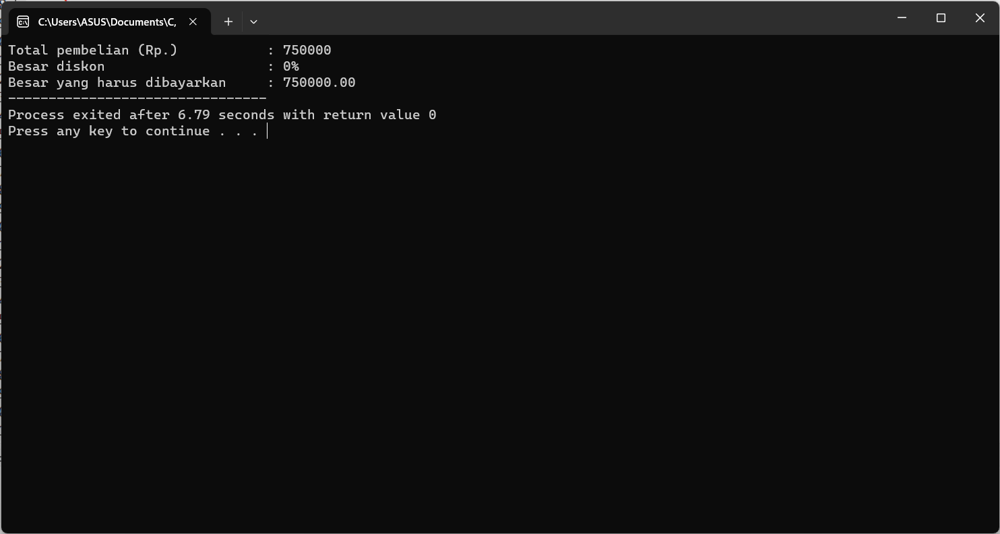 C:\Users\ASUS\Documents\C,
Total pembelian (Rp.)           : 750000
Besar diskon                    : 0%
Besar yang harus dibayarkan     : 750000.00
--------------------------------
Process exited after 6.79 seconds with return value 0
Press any key to continue . . .